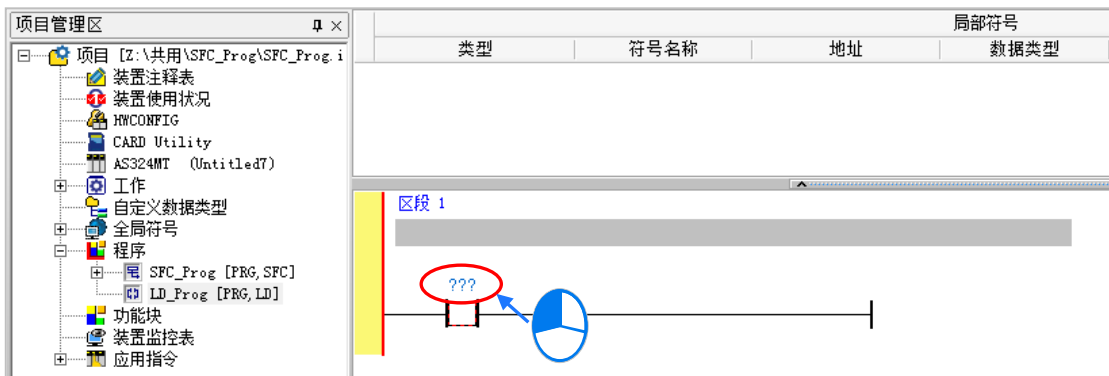 项目管理区
项目 [Z:\共用\SFC_Prog\SFC_Prog.i
装置注释表
装置使用状况
HWCONFIG
CARD Utility
AS324MT (Untitled7)
工作
自定义数据类型
全局符号
程序
SFC_Prog [PRG,SFC]
LD_Prog [PRG,LD]
功能块
装置监控表
应用指令
局部符号
类型 符号名称 地址 数据类型
区段 1
???